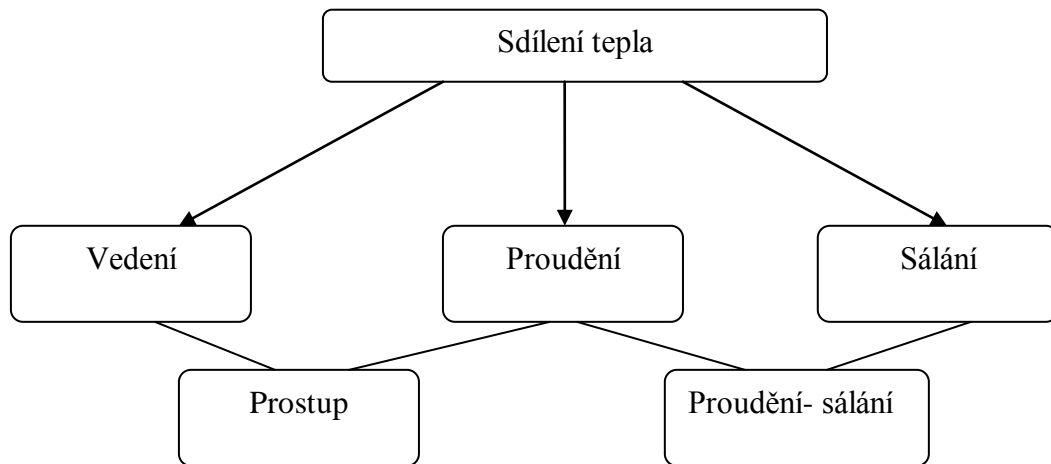 Sdílení tepla
Vedení
Proudění
Sálání
Prostup
Proudění- sálání